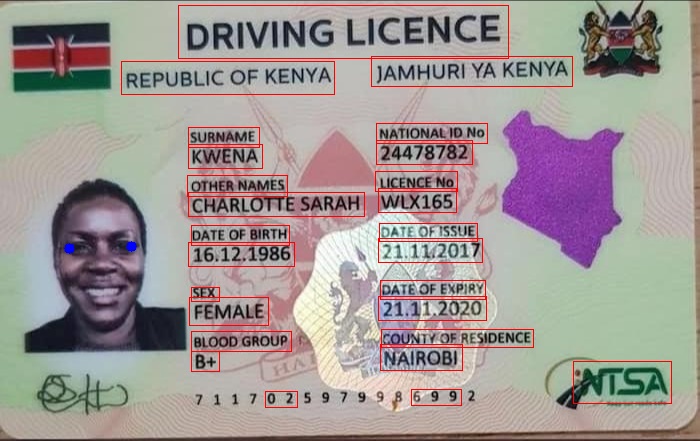 DRIVING LICENCE
REPUBLIC OF KENYA JAMHURI YA KENYA
SURNAME
KWENA
NATIONAL ID No
24478782
OTHER NAMES
CHARLOTTE SARAH
LICENCE No
WLX165
DATE OF BIRTH
16.12.1986
DATE OF ISSUE
21.11.2017
SEX
FEMALE
DATE OF EXPIRY
21.11.2020
BLOOD GROUP
B+
COUNTY OF RESIDENCE
NAIROBI
NTSA
7 1 1 7 0 2 5 9 7 9 9 8 6 9 9 2